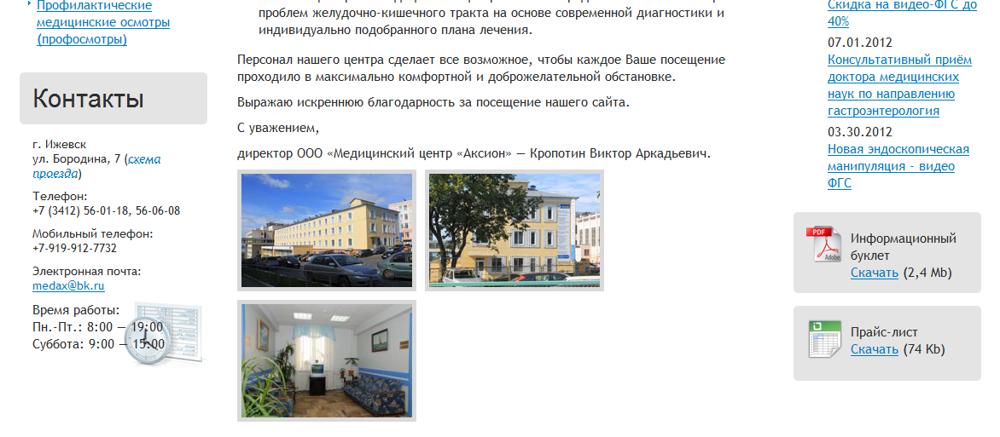 Профилактические
медицинские осмотры
(профосмотры)
Контакты
г. Ижевск
ул. Бородина, 7 (схема
проезда)
Телефон:
+7 (3412) 56-01-18, 56-06-08
Мобильный телефон:
+7-919-912-7732
Электронная почта:
medax@bk.ru
Время работы:
Пн.-Пт.: 8:00 — 19:00
Суббота: 9:00 — 15:00
проблем желудочно-кишечного тракта на основе современной диагностики и
индивидуально подобранного плана лечения.
Персонал нашего центра сделает все возможное, чтобы каждое Ваше посещение
проходило в максимально комфортной и доброжелательной обстановке.
Выражаю искреннюю благодарность за посещение нашего сайта.
С уважением,
директор ООО «Медицинский центр «Аксион» — Кропотин Виктор Аркадьевич.
Скидка на видео-ФГС до
40%
07.01.2012
Консультативный приём
доктора медицинских
наук по направлению
гастроэнтерология
03.30.2012
Новая эндоскопическая
манипуляция - видео
ФГС
PDF
Adobe
Информационный
буклет
Скачать (2,4 Mb)
Прайс-лист
Скачать (74 Kb)